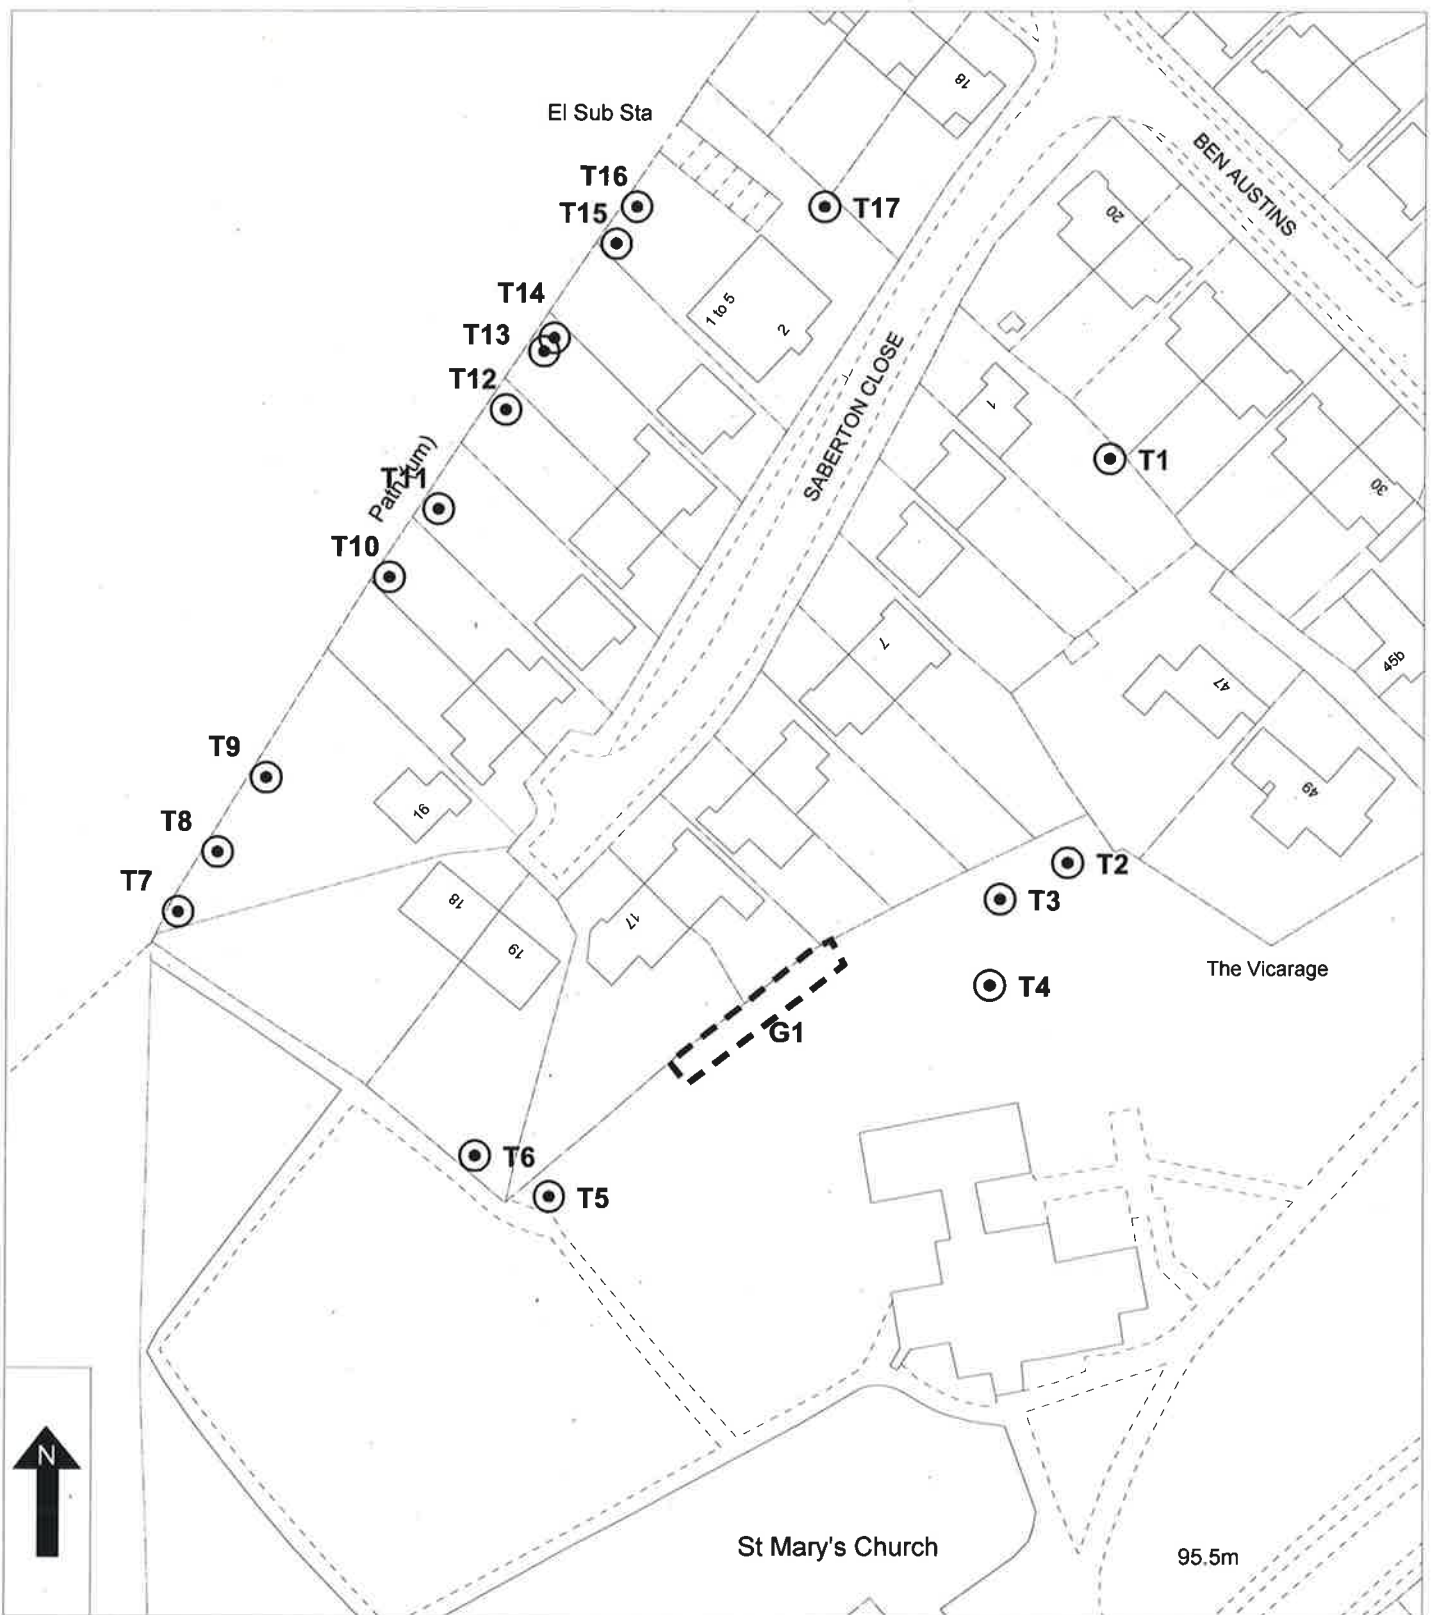 18
El Sub Sta
BEN AUSTINS
T16
T15
T17
20
T14
1 to 5
2
T13
T12
SABERTON CLOSE
1
T1
Path (um)
T11
30
T10
7
45b
47
T9
49
16
T8
T2
T7
T3
18
17
19
The Vicarage
T4
G1
T6
T5
N
St Mary's Church
95.5m